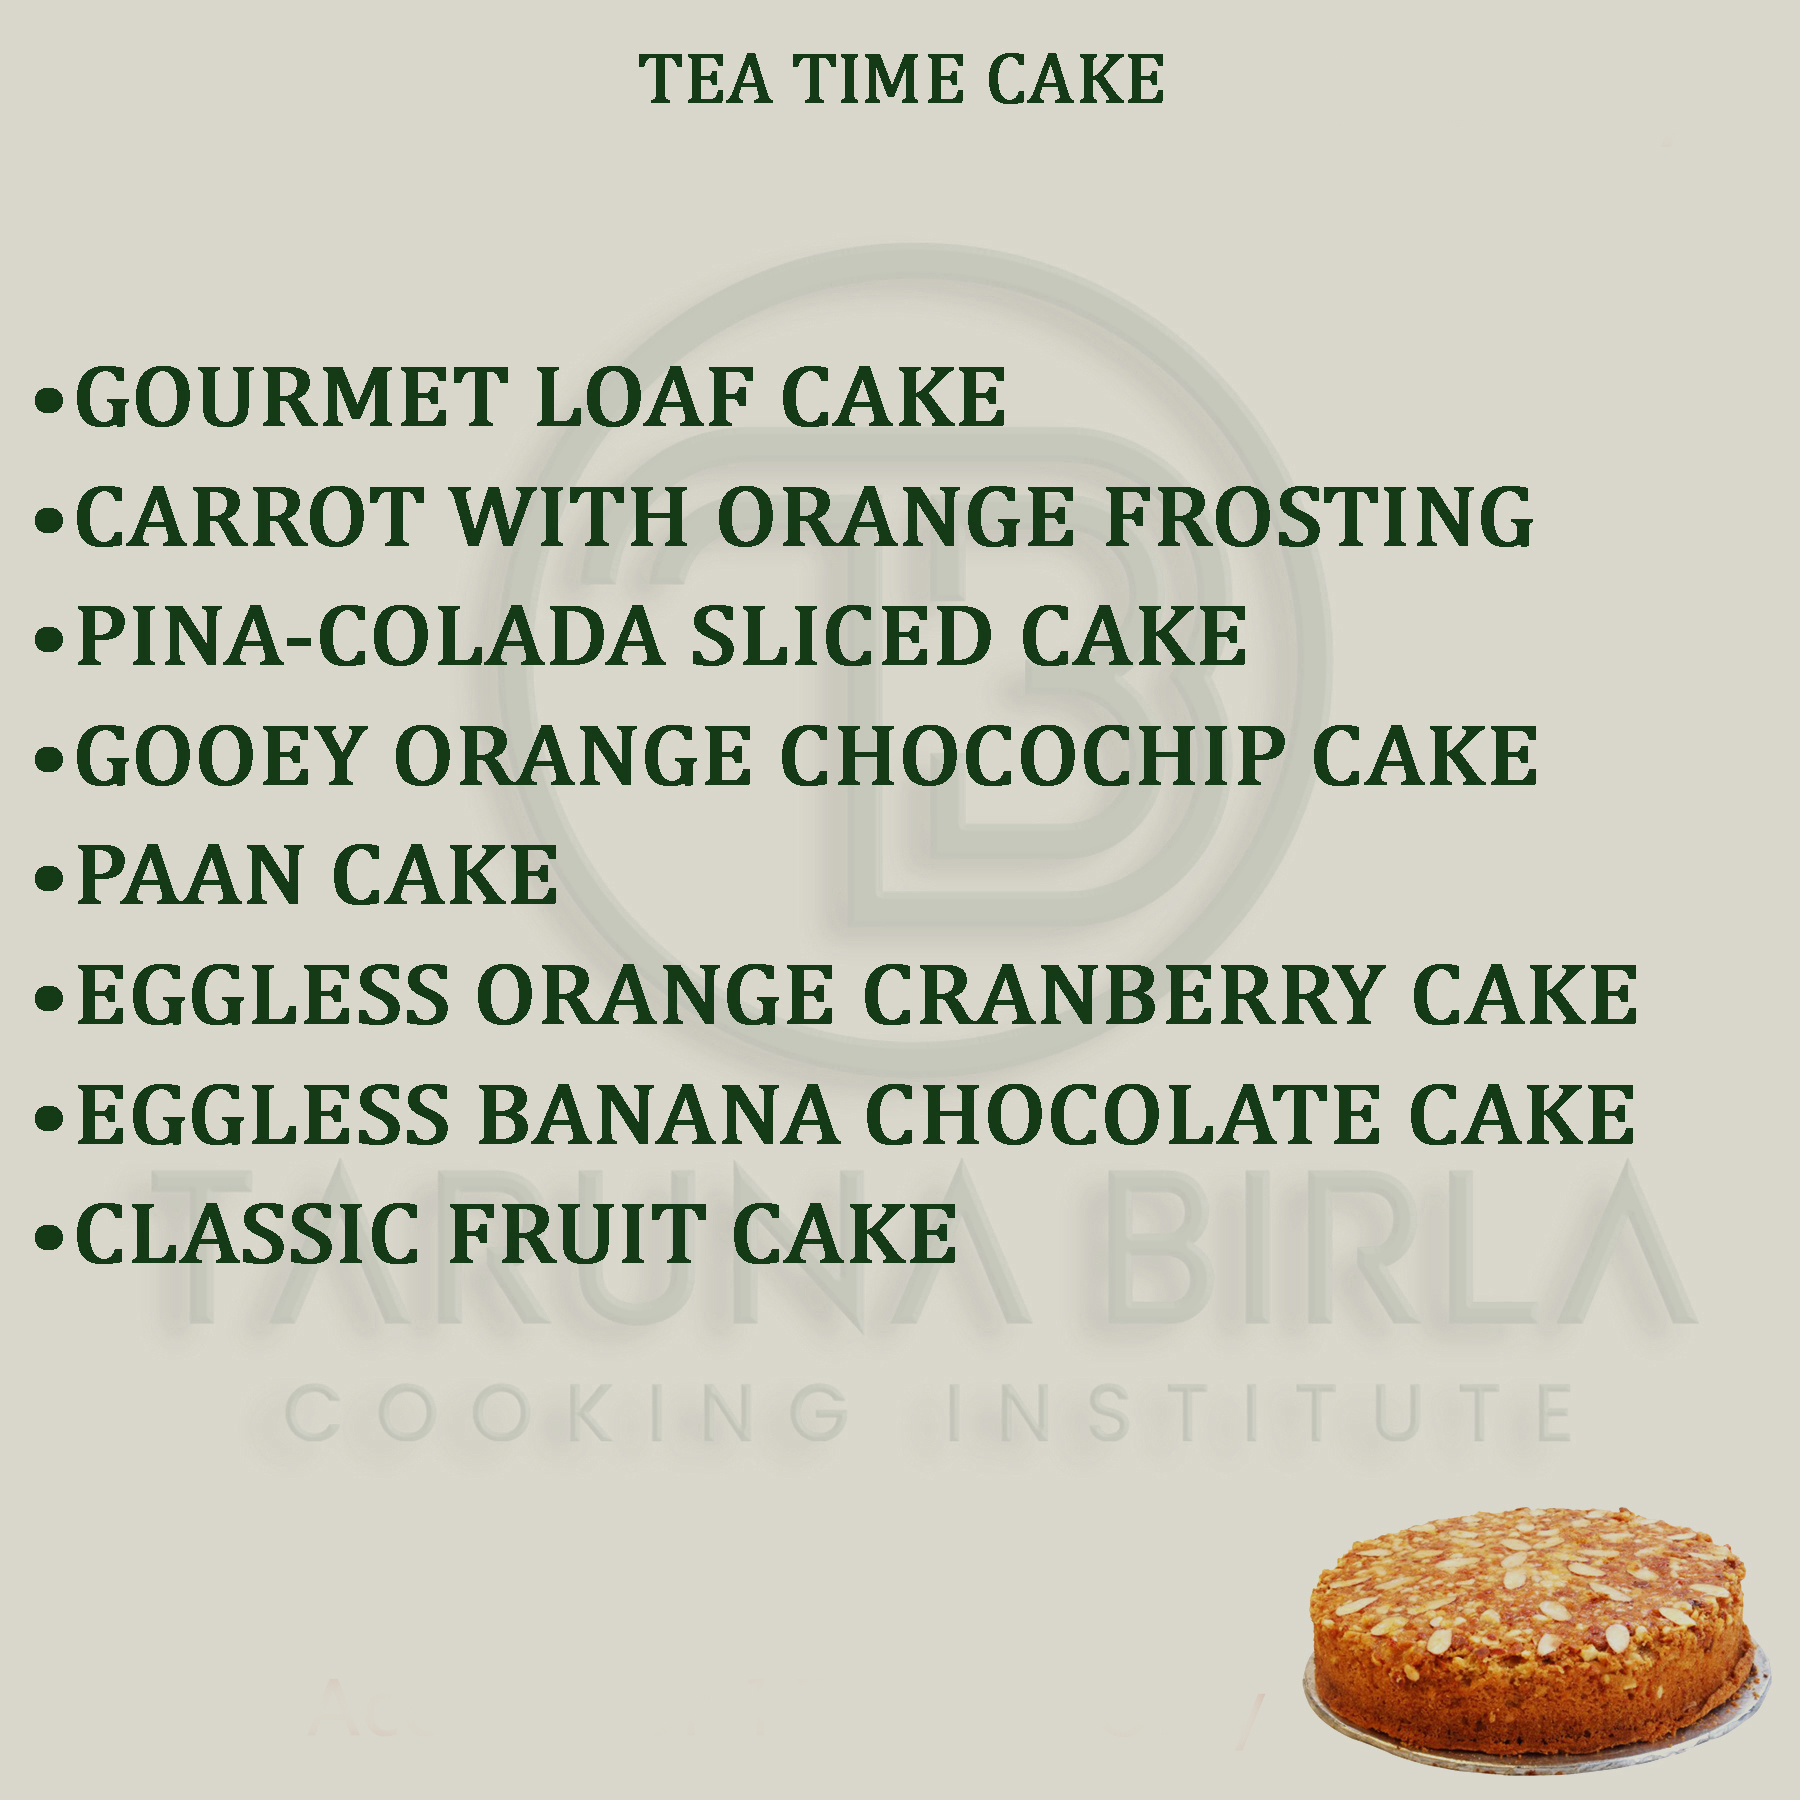 TEA TIME CAKE
•GOURMET LOAF CAKE
•CARROT WITH ORANGE FROSTING
•PINA-COLADA SLICED CAKE
•GOOEY ORANGE CHOCOCHIP CAKE
•PAAN CAKE
•EGGLESS ORANGE CRANBERRY CAKE
•EGGLESS BANANA CHOCOLATE CAKE
•CLASSIC FRUIT CAKE
TARUNA BIRLA
COOKING INSTITUTE